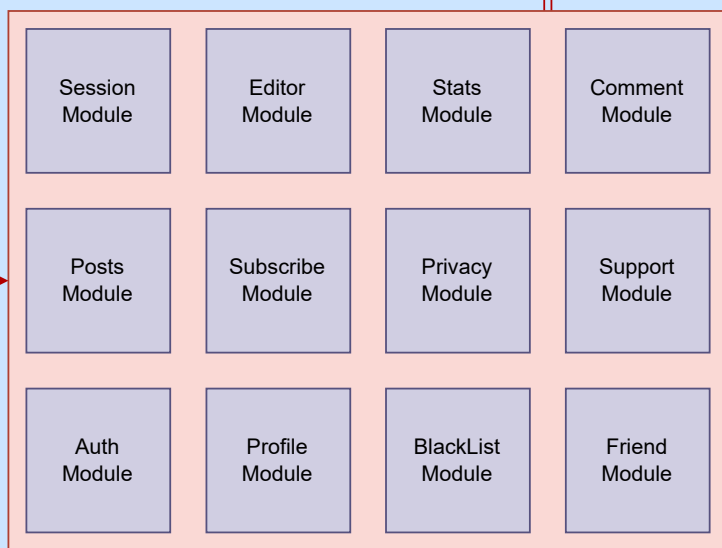 Session
Module
Editor
Module
Stats
Module
Comment
Module
Posts
Module
Subscribe
Module
Privacy
Module
Support
Module
Auth
Module
Profile
Module
BlackList
Module
Friend
Module